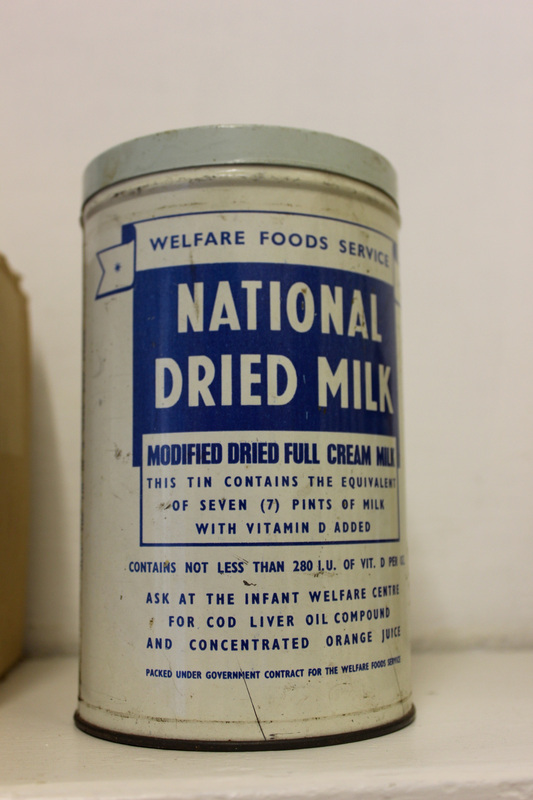 WELFARE FOODS SERVICE
NATIONAL
DRIED MILK
MODIFIED DRIED FULL CREAM MILK
THIS TIN CONTAINS THE EQUIVALENT
OF SEVEN (7) PINTS OF MILK
WITH VITAMIN D ADDED
CONTAINS NOT LESS THAN 280 I.U. OF VIT. D PER
ASK AT THE INFANT WELFARE CENTRE
FOR COD LIVER OIL COMPOUND
AND CONCENTRATED ORANGE JUICE
PACKED UNDER GOVERNMENT CONTRACT FOR THE WELFARE FOODS SERVICE